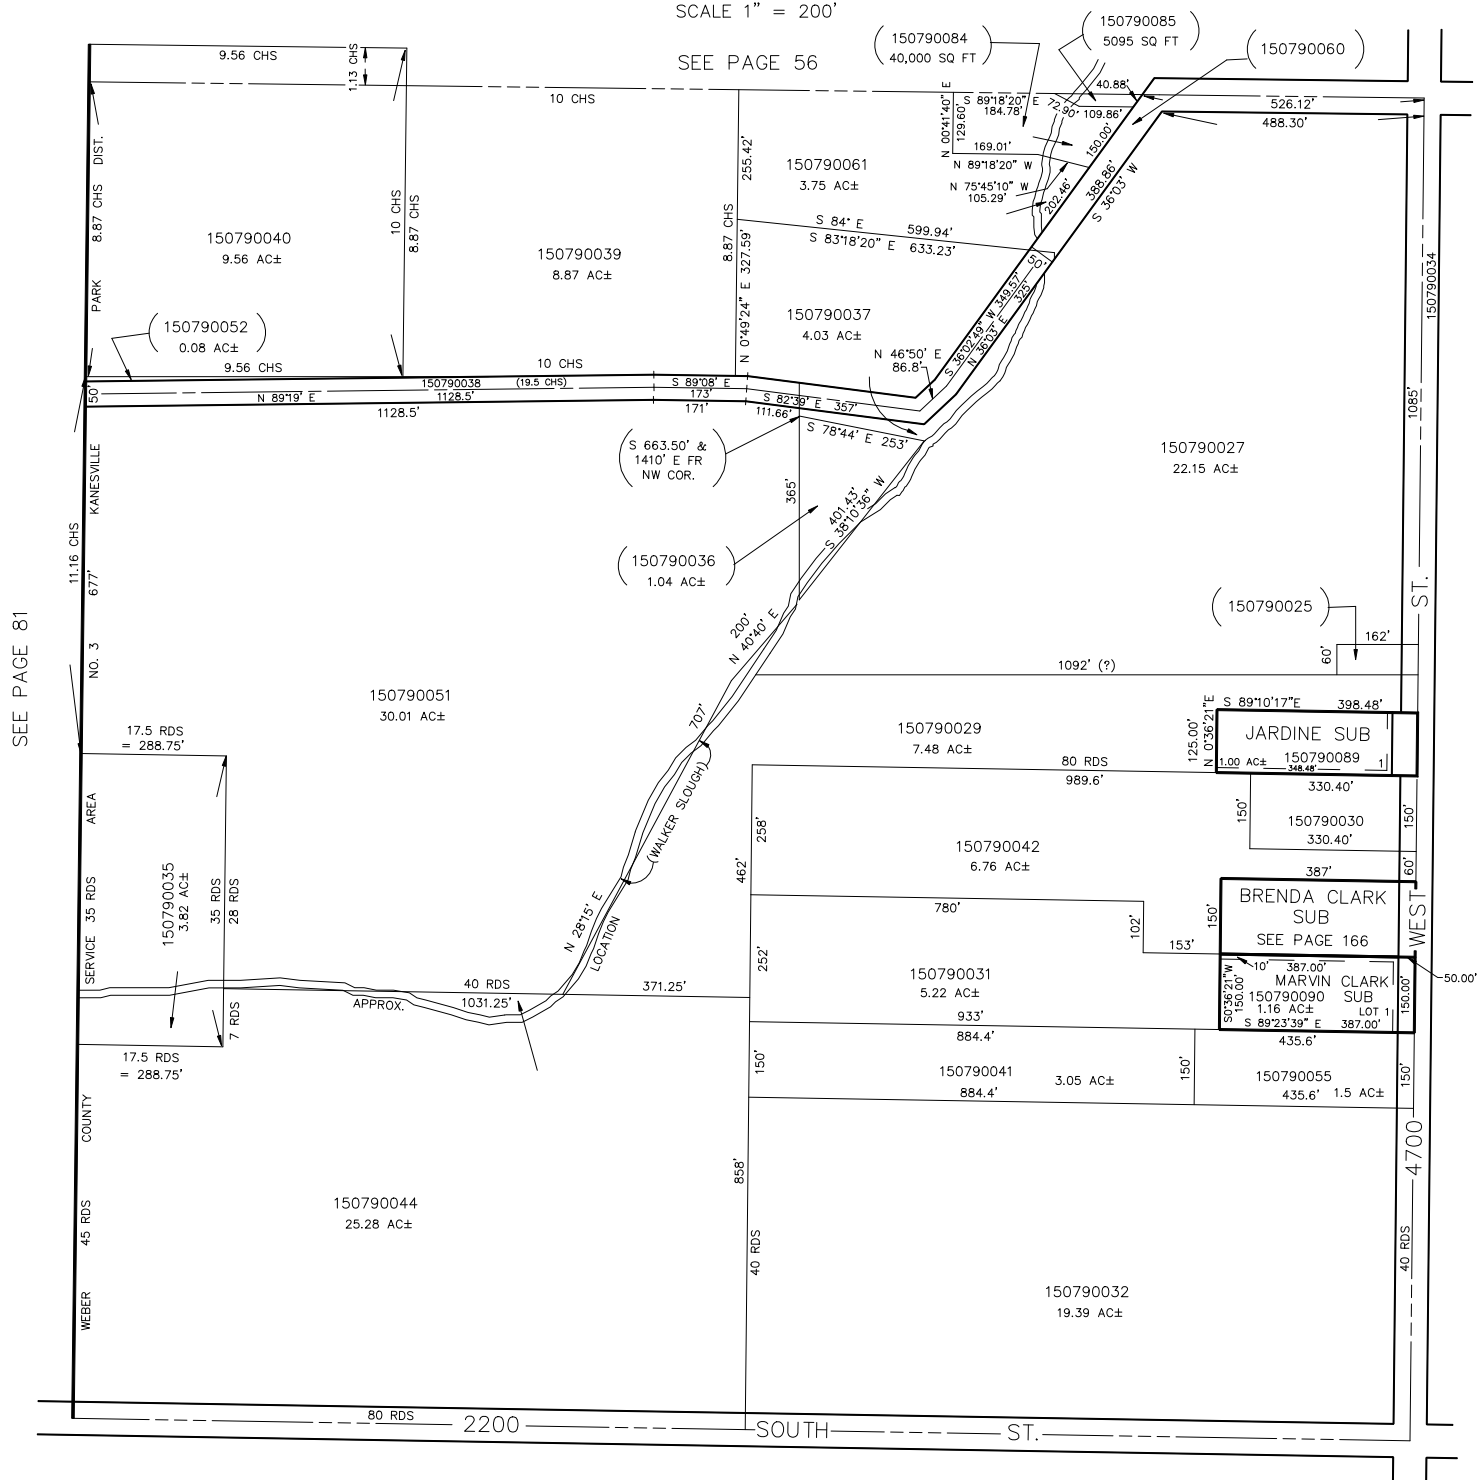 SCALE 1" = 200'
SEE PAGE 56
150790084
40,000 SQ FT
150790085
5095 SQ FT
150790060
9.56 CHS
1.13 CHS
10 CHS
40.88'
526.12'
488.30'
S 89°18'20" E
184.78'
72.90'
109.86'
N 00°41'40" E
129.60'
169.01'
N 89°18'20" W
N 75°45'10" W
105.29'
150.00'
202.46'
388.86'
S 36°03' W
DIST.
8.87 CHS
PARK
10 CHS
8.87 CHS
150790040
9.56 AC±
150790039
8.87 AC±
255.42'
8.87 CHS
N 0°49'24" E 327.59'
150790061
3.75 AC±
S 84° E
599.94'
S 83°18'20" E 633.23'
150790037
4.03 AC±
50'
S 36°02'49" W 349.57'
N 36°03' E 325'
N 46°50' E
86.8'
150790034
1085'
150790052
0.08 AC±
9.56 CHS
10 CHS
50'
150790038
(19.5 CHS)
N 89°19' E
1128.5'
1128.5'
S 89°08' E
173'
171'
S 82°39' E
357'
111.66'
S 78°44' E 253'
S 663.50' &
1410' E FR
NW COR.
365'
150790027
22.15 AC±
KANESVILLE
11.16 CHS
677'
NO. 3
401.43'
S 38°10'36" W
150790036
1.04 AC±
200'
N 40°40' E
150790025
162'
60'
ST.
1092' (?)
SEE PAGE 81
150790051
30.01 AC±
707'
(WALKER SLOUGH)
17.5 RDS
= 288.75'
S 89°10'17"E
398.48'
125.00'
N 0°36'21"E
JARDINE SUB
150790089
1.00 AC±
348.48'
1
150790029
7.48 AC±
80 RDS
989.6'
330.40'
150'
150790030
330.40'
150'
60'
AREA
258'
462'
150790042
6.76 AC±
387'
150'
BRENDA CLARK
SUB
SEE PAGE 166
WEST
150790035
3.82 AC±
35 RDS
28 RDS
SERVICE 35 RDS
N 28°15' E
LOCATION
780'
102'
153'
252'
10'
387.00'
50.00'
S0°36'21"W
150.00'
MARVIN CLARK
150790090 SUB
1.16 AC±
LOT 1
S 89°23'39" E 387.00'
150.00'
40 RDS
1031.25'
371.25'
APPROX.
7 RDS
150790031
5.22 AC±
933'
884.4'
435.6'
17.5 RDS
= 288.75'
150'
150790041
3.05 AC±
884.4'
150'
150790055
435.6' 1.5 AC±
150'
COUNTY
4700
858'
150790044
25.28 AC±
45 RDS
40 RDS
40 RDS
WEBER
150790032
19.39 AC±
80 RDS
2200
SOUTH
ST.